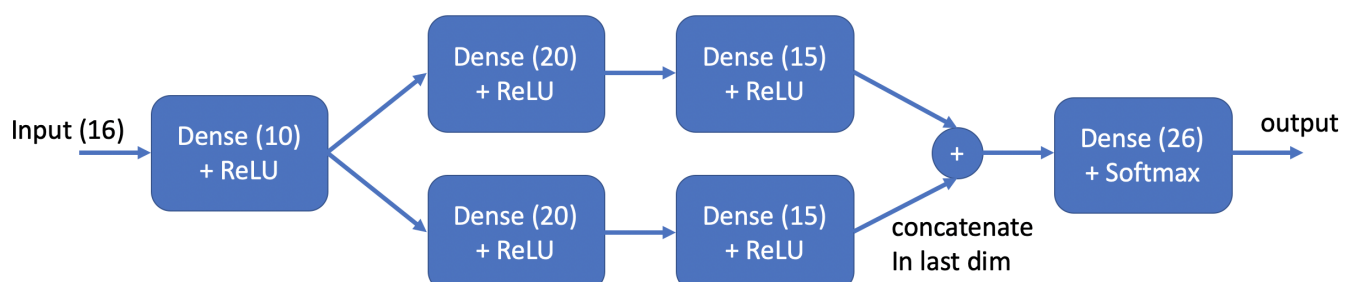 Input (16)
Dense (10)
+ ReLU
Dense (20)
+ ReLU
Dense (15)
+ ReLU
Dense (20)
+ ReLU
Dense (15)
+ ReLU
+
concatenate
In last dim
Dense (26)
+ Softmax
output